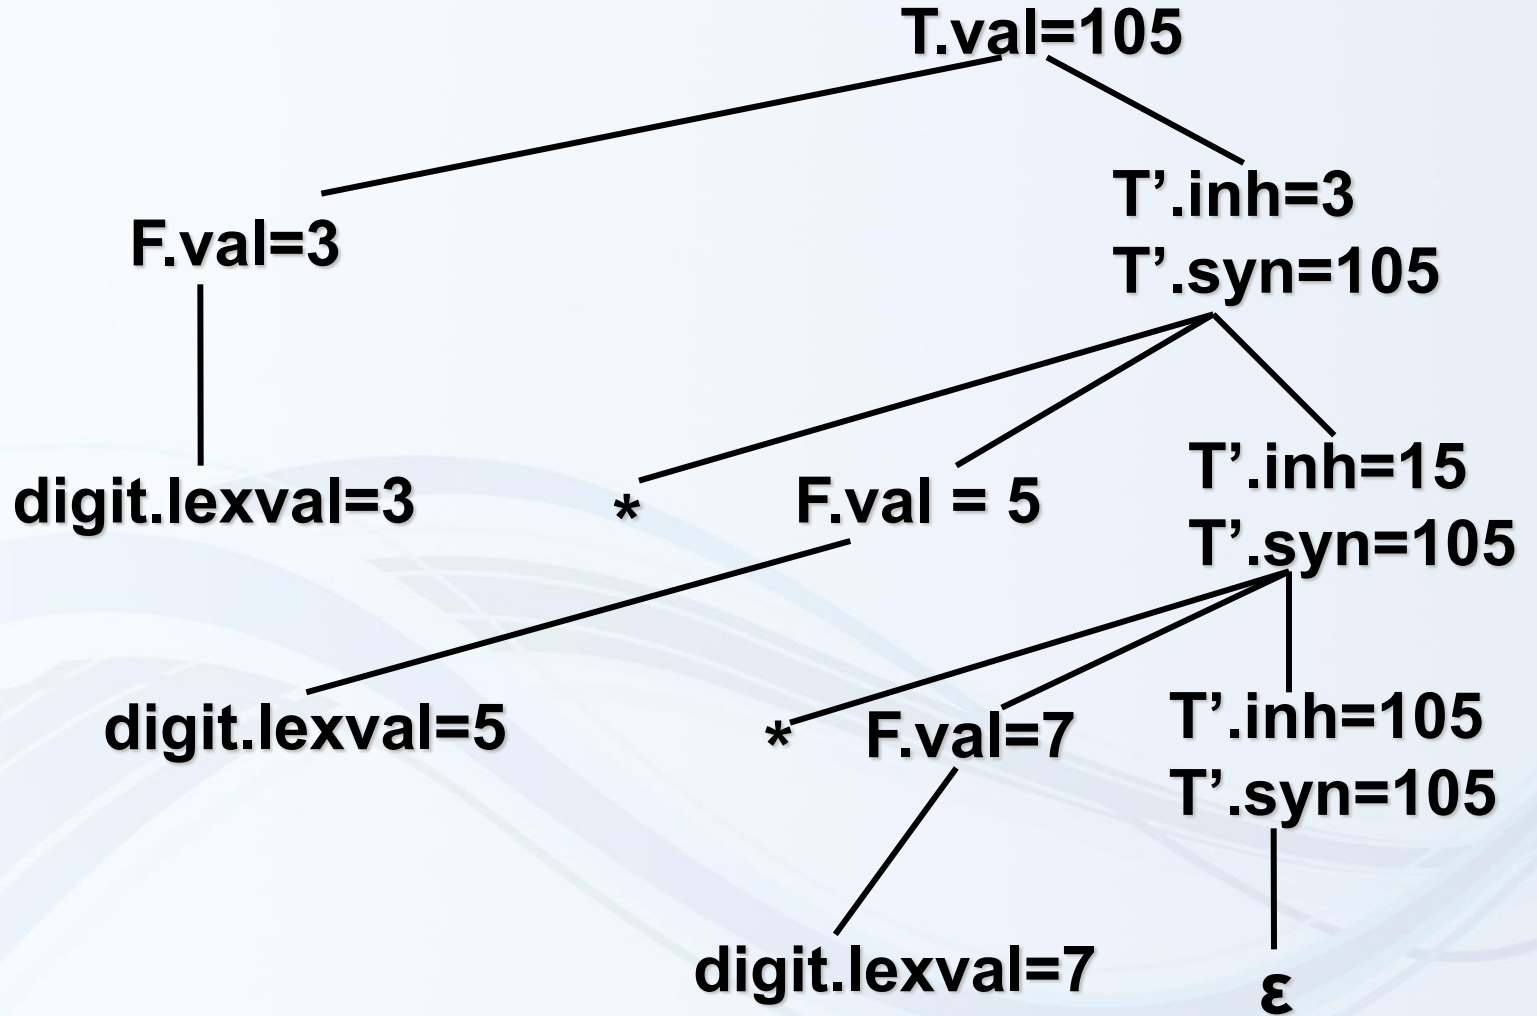 T.val=105
F.val=3
T’.inh=3
T’.syn=105
digit.lexval=3
*
F.val = 5
T’.inh=15
T’.syn=105
digit.lexval=5
*
F.val=7
T’.inh=105
T’.syn=105
digit.lexval=7
ε